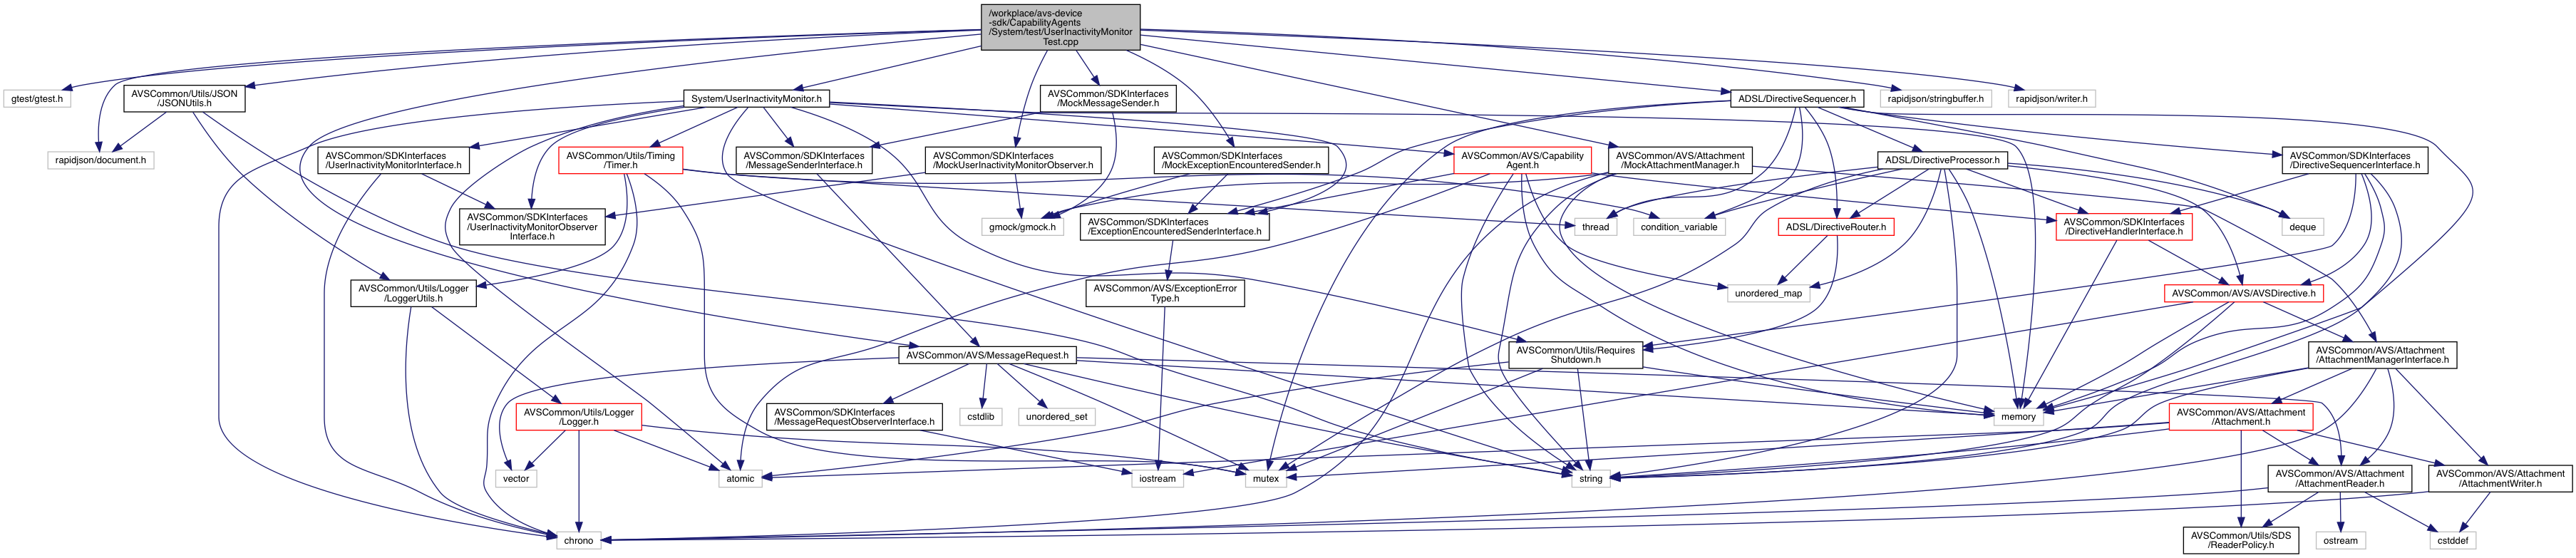 /workplace/avs-device
-sdk/CapabilityAgents
/System/test/UserInactivityMonitor
Test.cpp
gtest/gtest.h
AVSCommon/Utils/JSON
/JSONUtils.h
System/UserInactivityMonitor.h
AVSCommon/SDKInterfaces
/MockMessageSender.h
ADSL/DirectiveSequencer.h
rapidjson/stringbuffer.h
rapidjson/writer.h
rapidjson/document.h
AVSCommon/SDKInterfaces
/UserInactivityMonitorInterface.h
AVSCommon/Utils/Timing
/Timer.h
AVSCommon/SDKInterfaces
/MessageSenderInterface.h
AVSCommon/SDKInterfaces
/MockUserInactivityMonitorObserver.h
AVSCommon/SDKInterfaces
/MockExceptionEncounteredSender.h
AVSCommon/AVS/Capability
Agent.h
AVSCommon/AVS/Attachment
/MockAttachmentManager.h
ADSL/DirectiveProcessor.h
AVSCommon/SDKInterfaces
/DirectiveSequencerInterface.h
AVSCommon/SDKInterfaces
/UserInactivityMonitorObserver
Interface.h
gmock/gmock.h
AVSCommon/SDKInterfaces
/ExceptionEncounteredSenderInterface.h
thread
condition_variable
ADSL/DirectiveRouter.h
AVSCommon/SDKInterfaces
/DirectiveHandlerInterface.h
deque
AVSCommon/Utils/Logger
/LoggerUtils.h
AVSCommon/AVS/ExceptionError
Type.h
unordered_map
AVSCommon/AVS/AVSDirective.h
AVSCommon/AVS/MessageRequest.h
AVSCommon/Utils/Requires
Shutdown.h
AVSCommon/AVS/Attachment
/AttachmentManagerInterface.h
AVSCommon/Utils/Logger
/Logger.h
AVSCommon/SDKInterfaces
/MessageRequestObserverInterface.h
cstdlib
unordered_set
memory
AVSCommon/AVS/Attachment
/Attachment.h
vector
atomic
iostream
mutex
string
AVSCommon/AVS/Attachment
/AttachmentReader.h
AVSCommon/AVS/Attachment
/AttachmentWriter.h
chrono
AVSCommon/Utils/SDS
/ReaderPolicy.h
ostream
cstddef